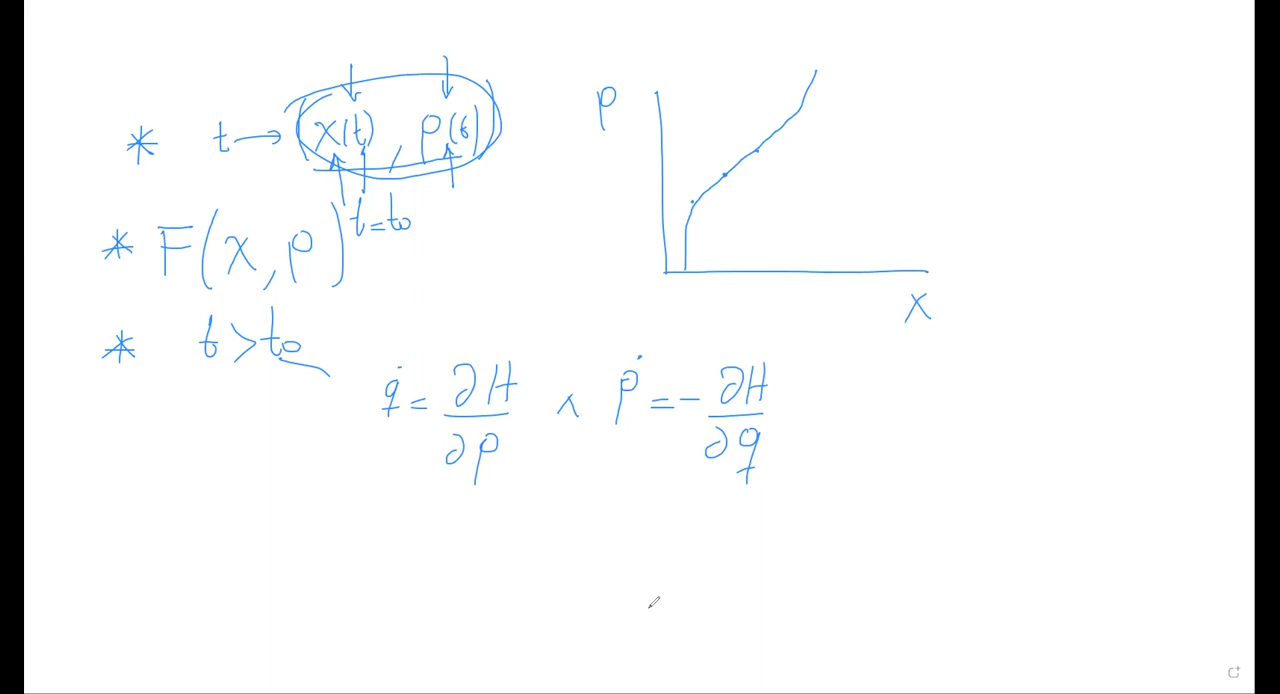 * t → (x(t), p(t))
t = t₀
* F(x, p)
* t > t₀
q̇ = ∂H/∂p ∧ ṗ = -∂H/∂q
P
X